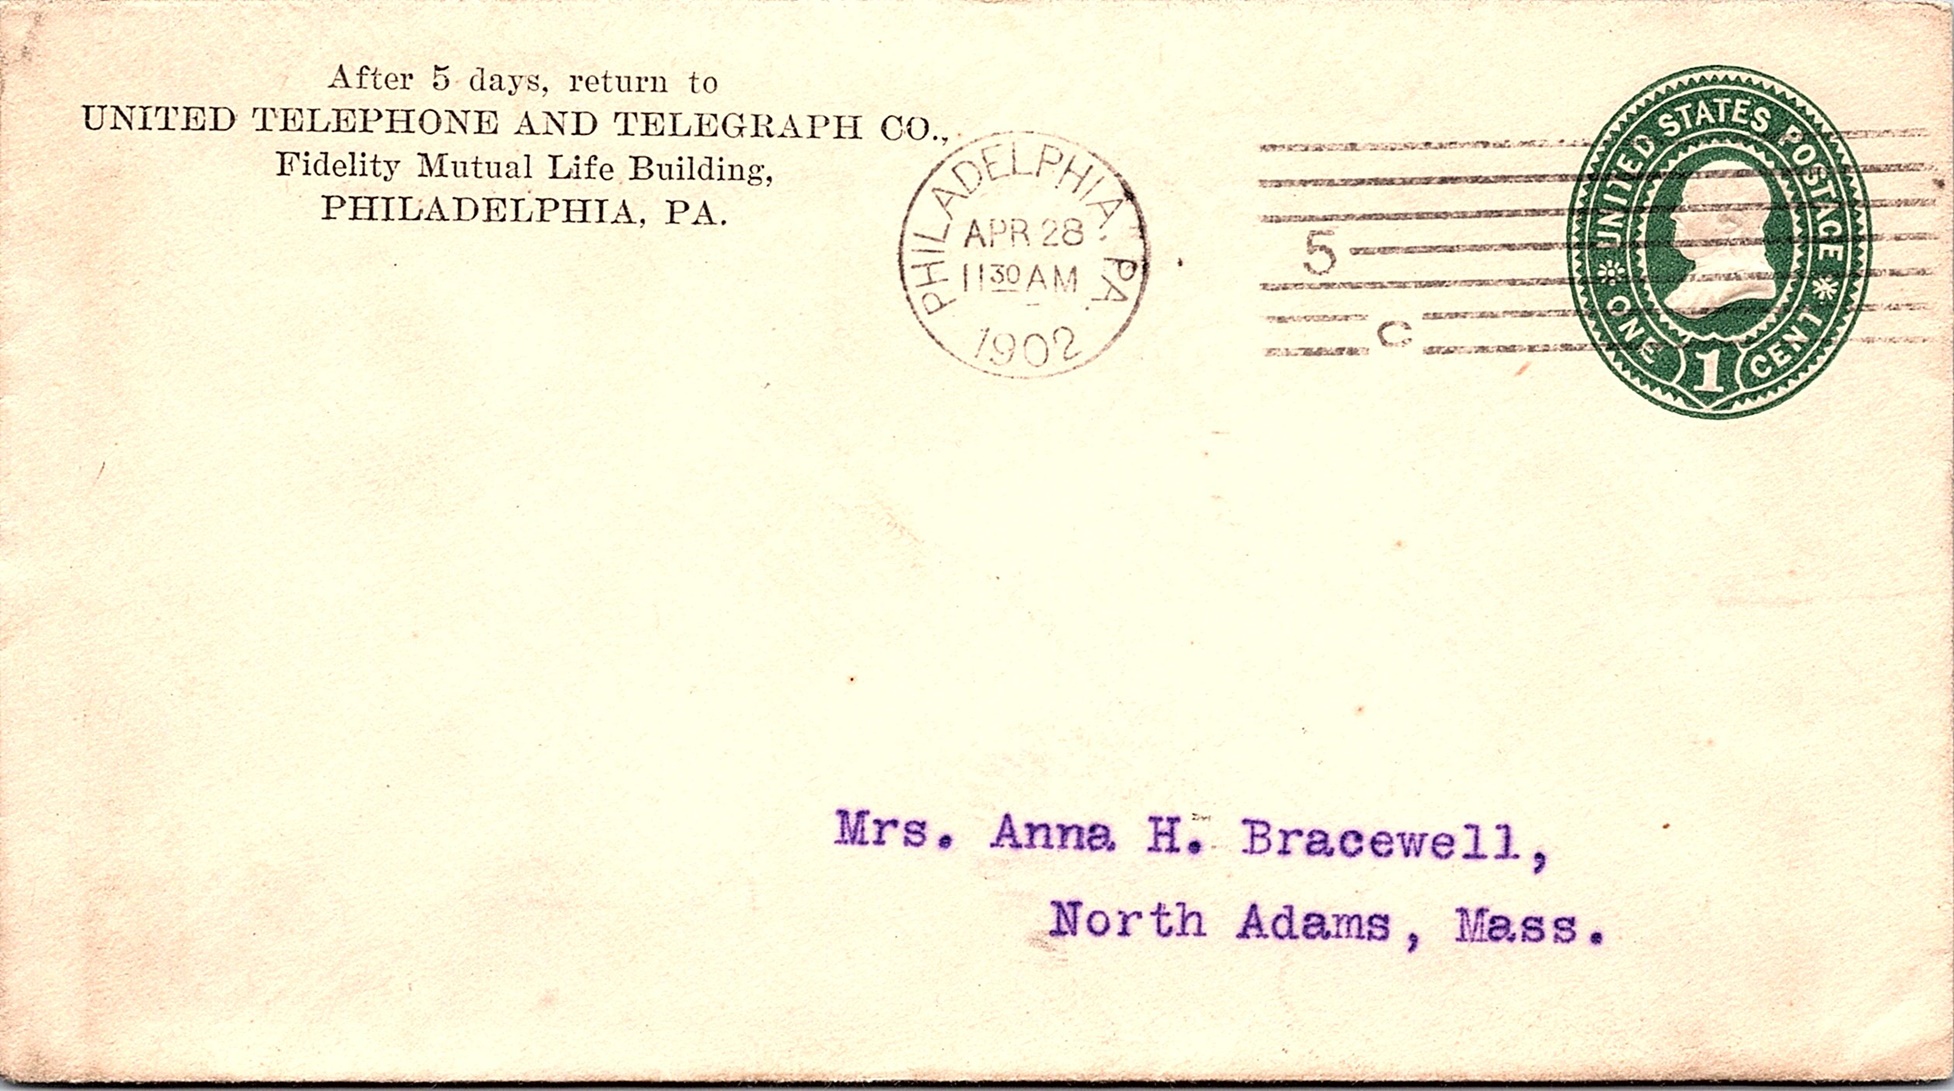 After 5 days, return to
UNITED TELEPHONE AND TELEGRAPH CO.,
Fidelity Mutual Life Building,
PHILADELPHIA, PA.
PHILADELPHIA, PA.
APR 28
11 30 AM
1902
5
C
UNITED STATES POSTAGE
ONE 1 CENT
Mrs. Anna H. Bracewell,
North Adams, Mass.